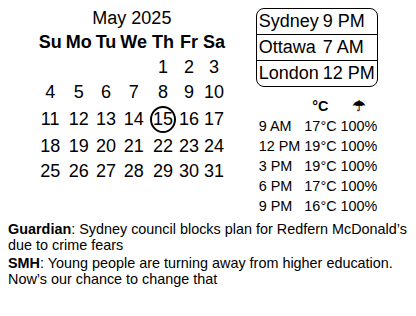 May 2025
Su Mo Tu We Th Fr Sa
1 2 3
4 5 6 7 8 9 10
11 12 13 14 15 16 17
18 19 20 21 22 23 24
25 26 27 28 29 30 31
Sydney 9 PM
Ottawa 7 AM
London 12 PM
°C ☂
9 AM 17°C 100%
12 PM 19°C 100%
3 PM 19°C 100%
6 PM 17°C 100%
9 PM 16°C 100%
Guardian: Sydney council blocks plan for Redfern McDonald’s
due to crime fears
SMH: Young people are turning away from higher education.
Now’s our chance to change that